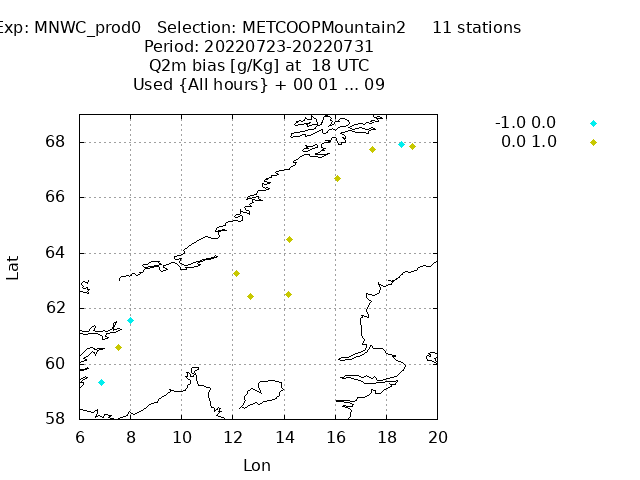 Exp: MNWC_prod0   Selection: METCOOPMountain2     11 stations
Period: 20220723-20220731
Q2m bias [g/Kg] at  18 UTC
Used {All hours} + 00 01 ... 09
-1.0 0.0
0.0 1.0
68
66
64
62
60
58
Lat
6 8 10 12 14 16 18 20
Lon